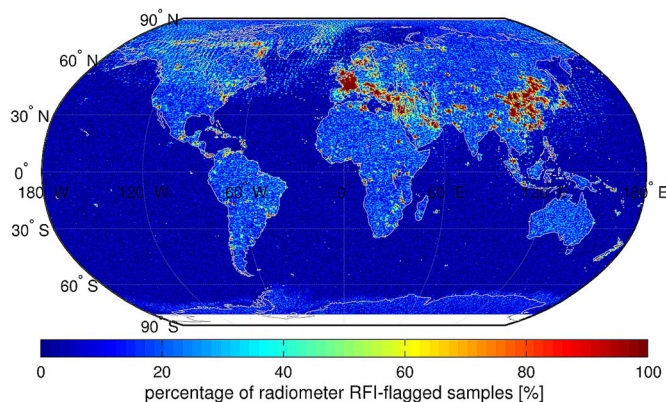 90° N
60° N
30° N
0°
180° W 120° W 60° W 0° 60° E 120° E 180° E
30° S
60° S
90° S
0 20 40 60 80 100
percentage of radiometer RFI-flagged samples [%]